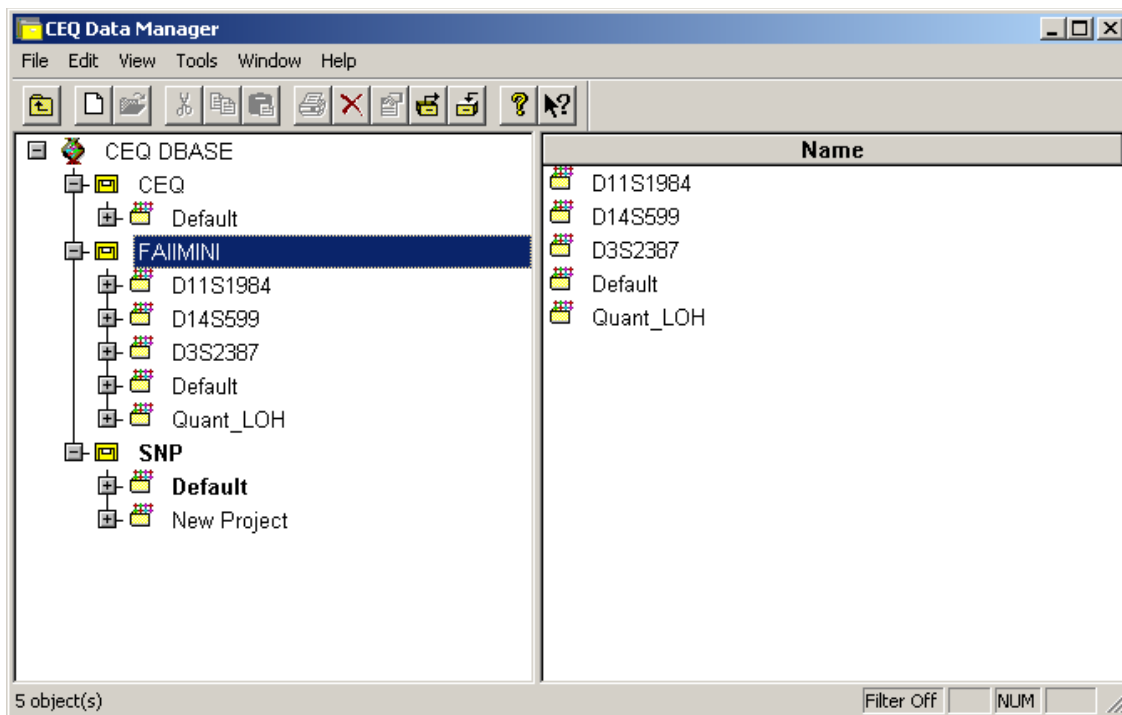 CEQ Data Manager
File Edit View Tools Window Help
CEQ DBASE
CEQ
Default
FAIIMINI
D11S1984
D14S599
D3S2387
Default
Quant_LOH
SNP
Default
New Project
Name
D11S1984
D14S599
D3S2387
Default
Quant_LOH
5 object(s) Filter Off NUM